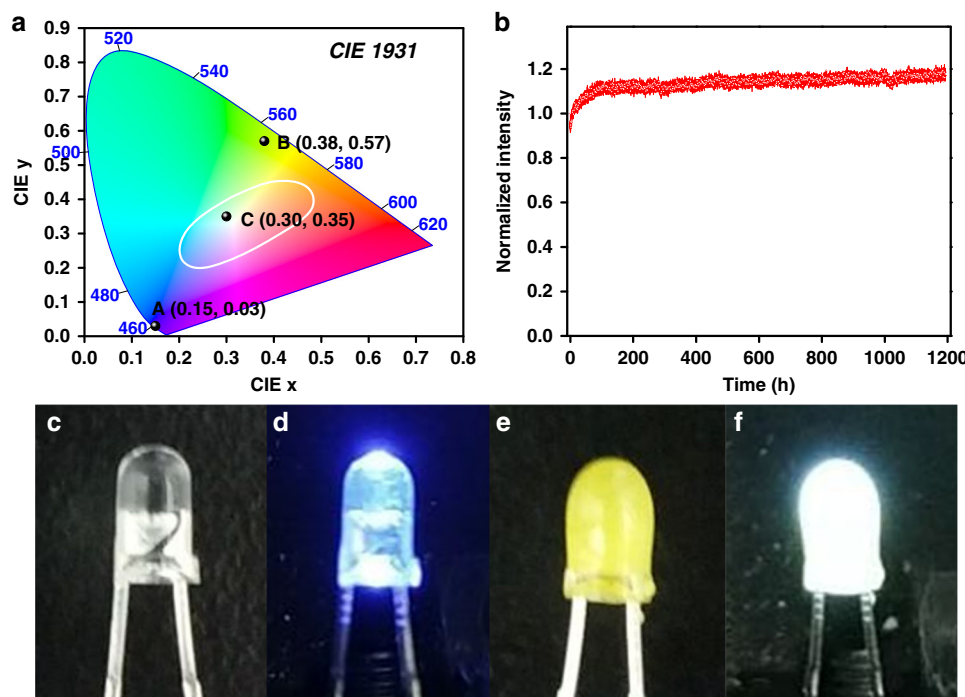 a
0.9
0.8
0.7
0.6
0.5
0.4
0.3
0.2
0.1
0.0
CIE y
0.0 0.1 0.2 0.3 0.4 0.5 0.6 0.7 0.8
CIE x
CIE 1931
520
540
560
500
580
600
620
480
460
B (0.38, 0.57)
C (0.30, 0.35)
A (0.15, 0.03)
b
1.2
1.0
0.8
0.6
0.4
1.2
0.0
Normalized intensity
0 200 400 600 800 1000 1200
Time (h)
c
d
e
f